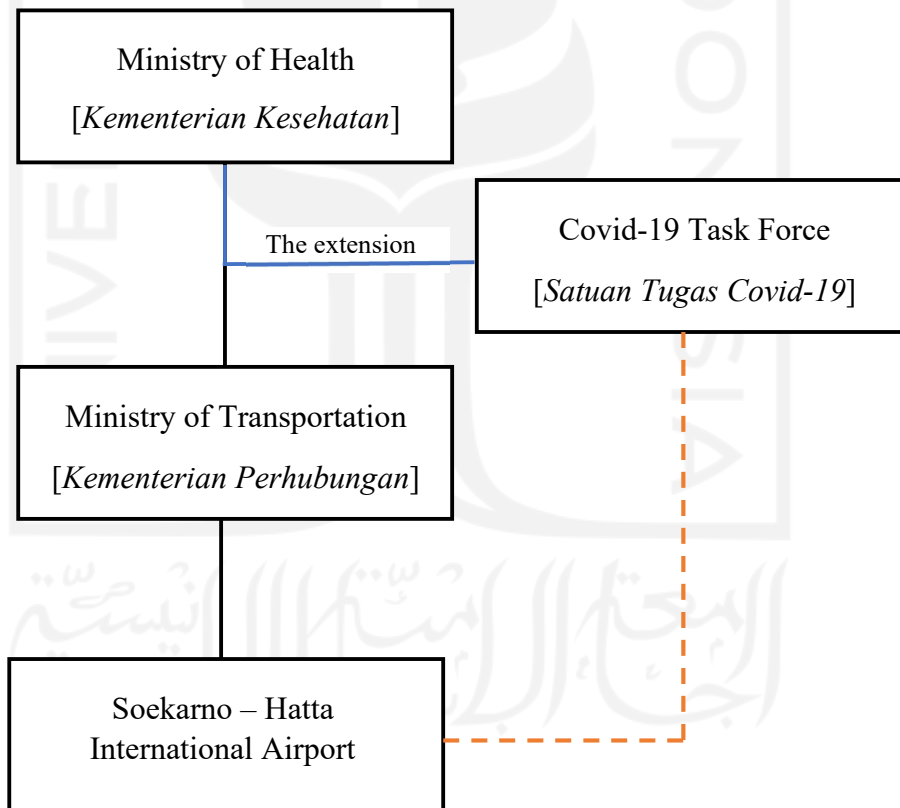 Ministry of Health
[Kementerian Kesehatan]
The extension
Covid-19 Task Force
[Satuan Tugas Covid-19]
Ministry of Transportation
[Kementerian Perhubungan]
Soekarno – Hatta
International Airport